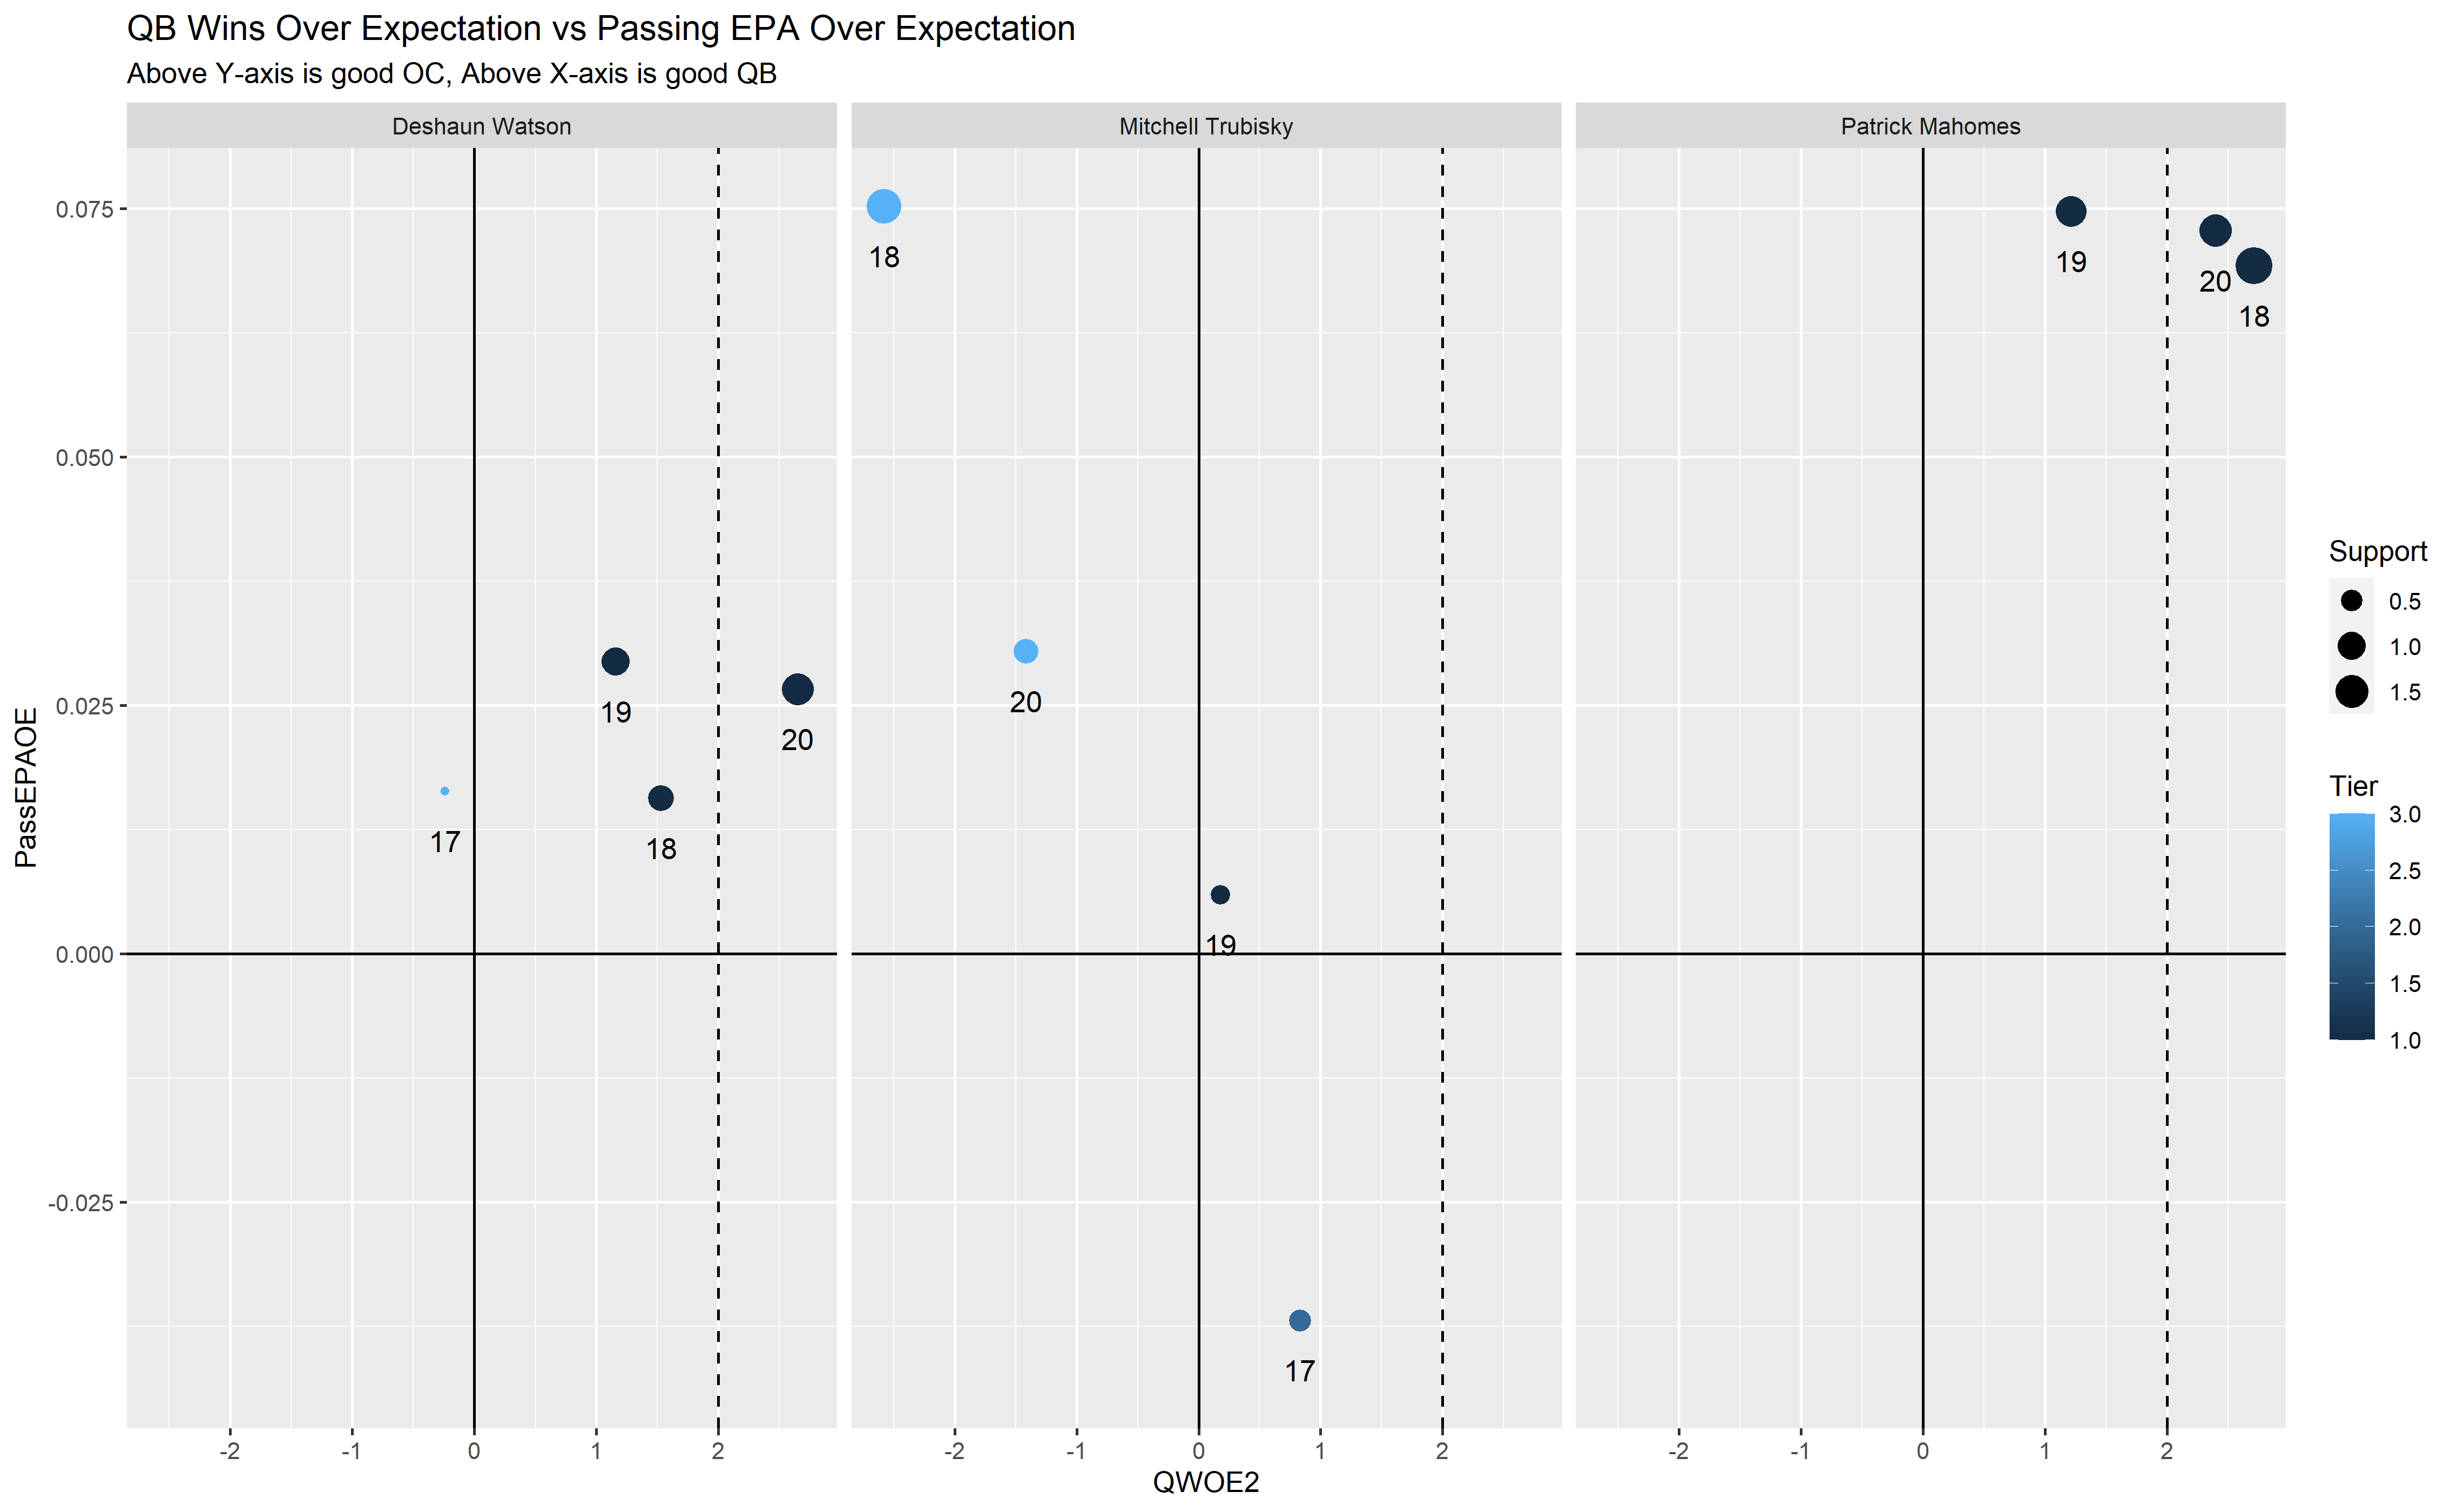 QB Wins Over Expectation vs Passing EPA Over Expectation
Above Y-axis is good OC, Above X-axis is good QB
Deshaun Watson
Mitchell Trubisky
Patrick Mahomes
0.075
0.050
0.025
0.000
-0.025
PassEPAOE
19
20
17
18
18
20
19
17
19
20
18
-2 -1 0 1 2
-2 -1 0 1 2
-2 -1 0 1 2
QWOE2
Support
0.5
1.0
1.5
Tier
3.0
2.5
2.0
1.5
1.0